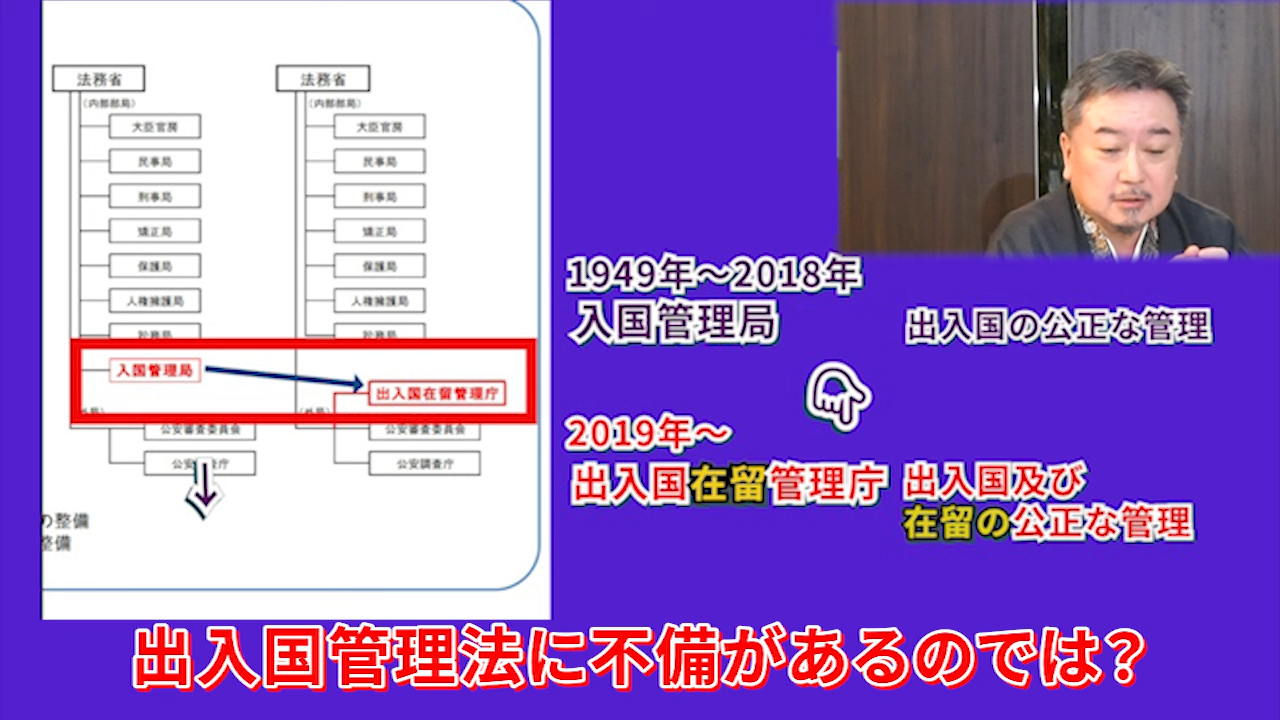 法務省
(内部部局)
大臣官房
民事局
刑事局
矯正局
保護局
人権擁護局
訟務局
入国管理局
公安審査委員会
法務省
(内部部局)
大臣官房
民事局
刑事局
矯正局
保護局
人権擁護局
訟務局
出入国在留管理庁
(外局)
公安審査委員会
公安調査庁
の整備
整備
1949年〜2018年
入国管理局
出入国の公正な管理
2019年〜
出入国在留管理庁
出入国及び
在留の公正な管理
出入国管理法に不備があるのでは?